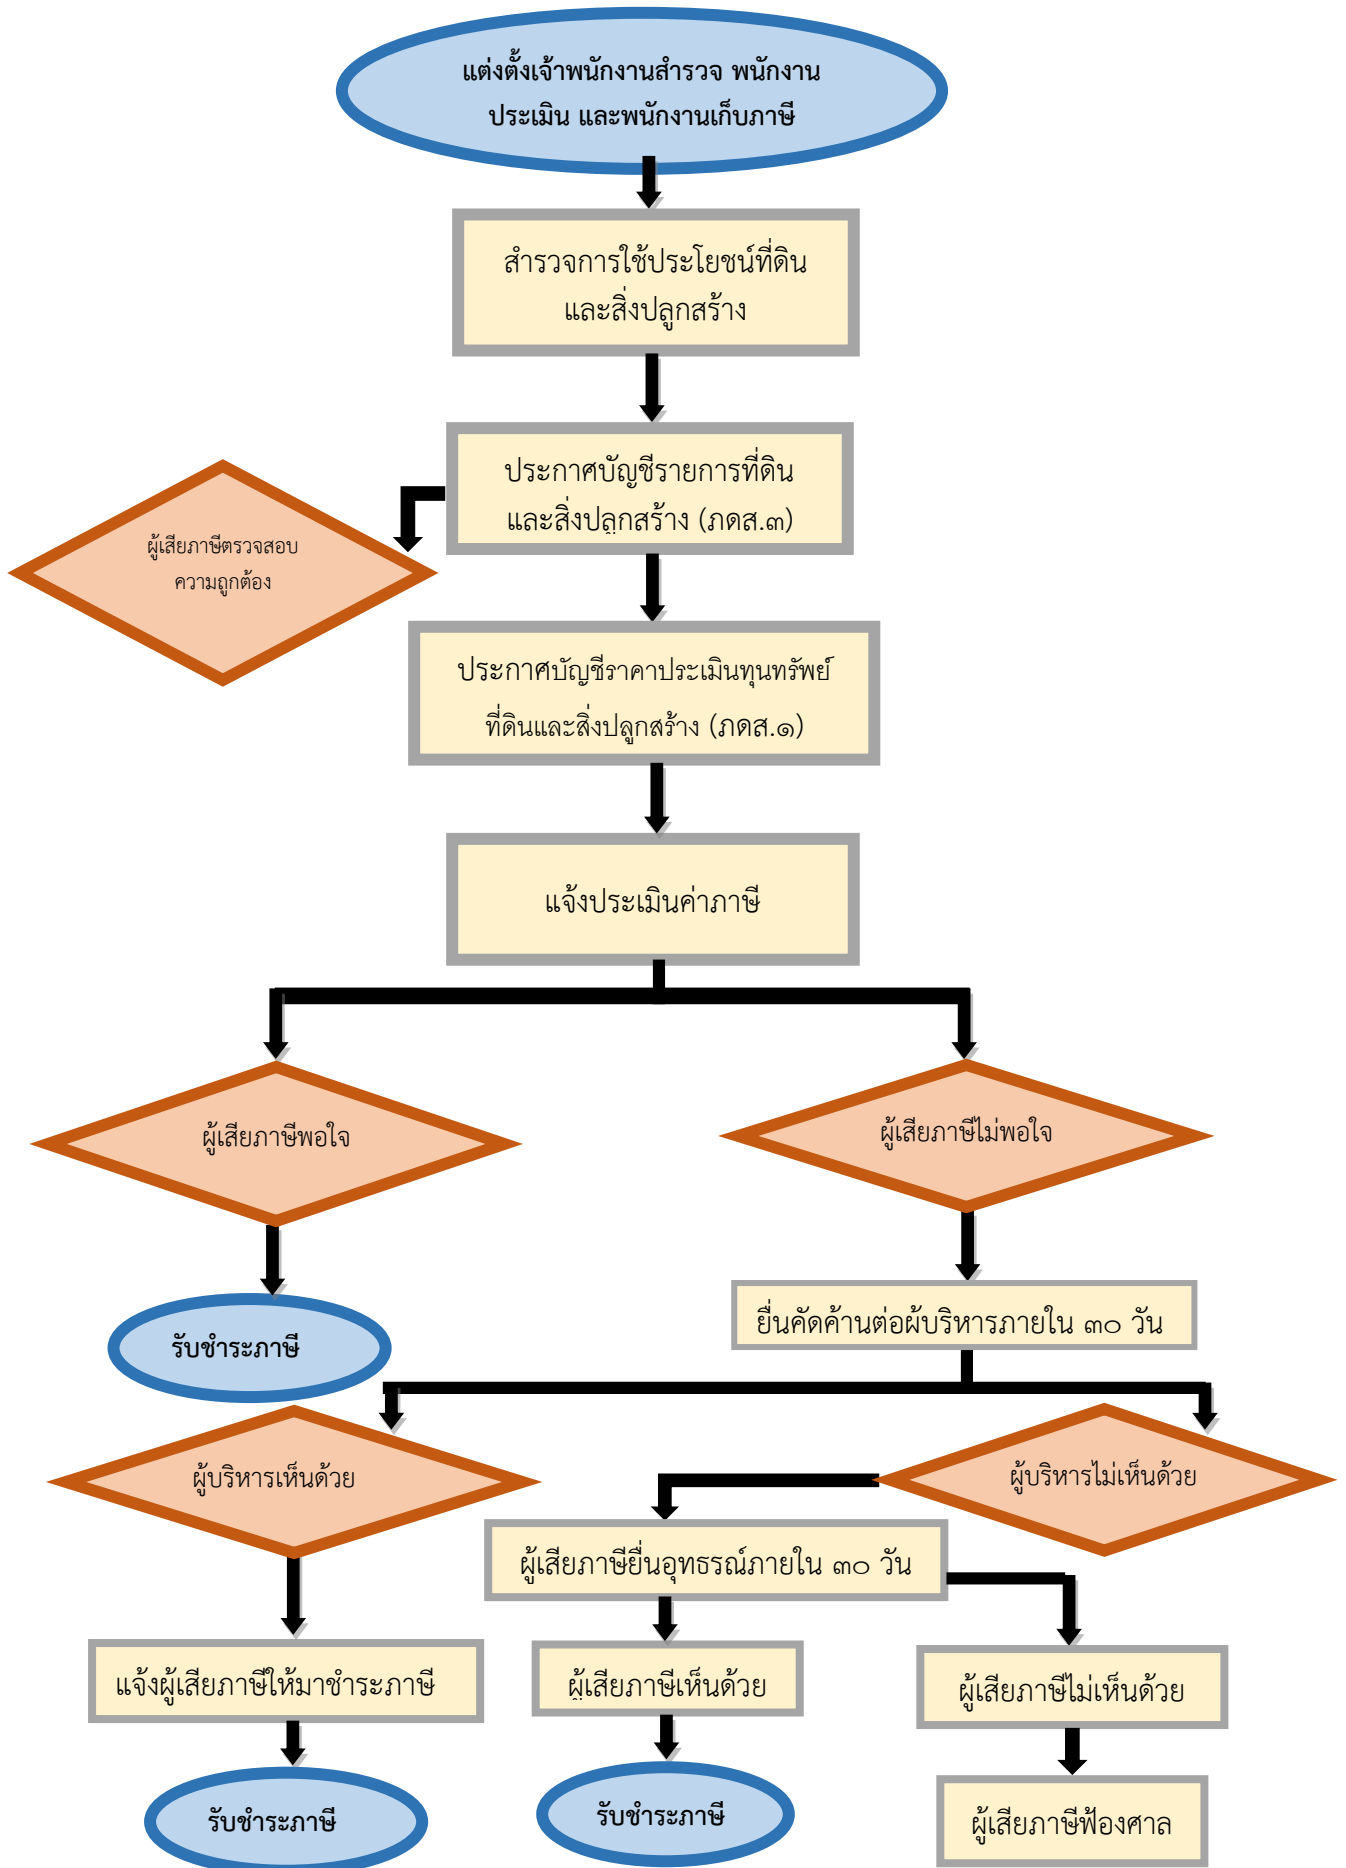 แต่งตั้งเจ้าพนักงานสำรวจ พนักงาน
ประเมิน และพนักงานเก็บภาษี
สำรวจการใช้ประโยชน์ที่ดิน
และสิ่งปลูกสร้าง
ประกาศบัญชีรายการที่ดิน
และสิ่งปลูกสร้าง (ภดส.๓)
ผู้เสียภาษีตรวจสอบ
ความถูกต้อง
ประกาศบัญชีราคาประเมินทุนทรัพย์
ที่ดินและสิ่งปลูกสร้าง (ภดส.๑)
แจ้งประเมินค่าภาษี
ผู้เสียภาษีพอใจ
ผู้เสียภาษีไม่พอใจ
รับชำระภาษี
ยื่นคัดค้านต่อผู้บริหารภายใน ๓๐ วัน
ผู้บริหารเห็นด้วย
ผู้บริหารไม่เห็นด้วย
ผู้เสียภาษียื่นอุทธรณ์ภายใน ๓๐ วัน
แจ้งผู้เสียภาษีให้มาชำระภาษี
ผู้เสียภาษีเห็นด้วย
ผู้เสียภาษีไม่เห็นด้วย
รับชำระภาษี
รับชำระภาษี
ผู้เสียภาษีฟ้องศาล